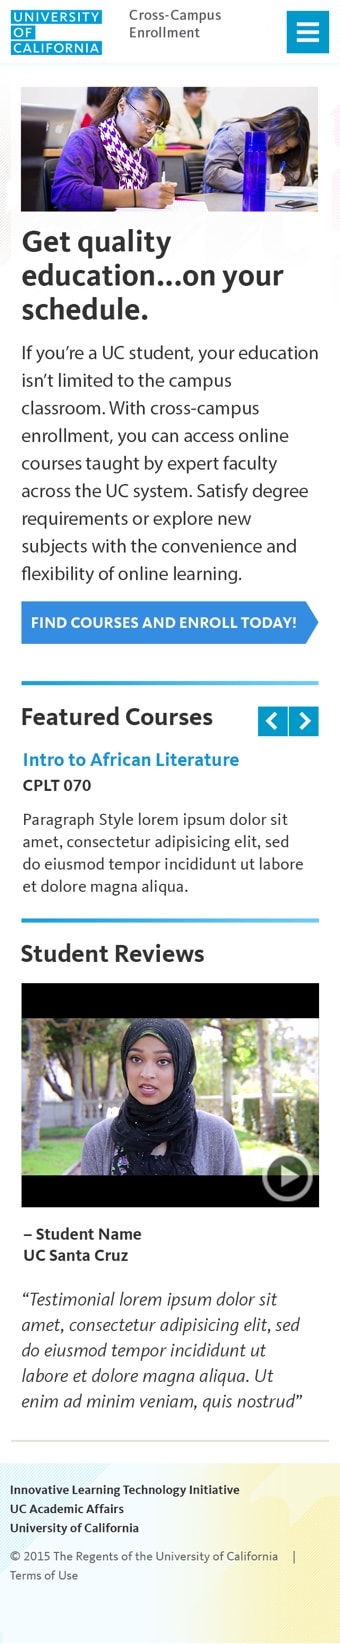 UNIVERSITY
OF
CALIFORNIA
Cross-Campus
Enrollment
Get quality
education...on your
schedule.
If you’re a UC student, your education
isn’t limited to the campus
classroom. With cross-campus
enrollment, you can access online
courses taught by expert faculty
across the UC system. Satisfy degree
requirements or explore new
subjects with the convenience and
flexibility of online learning.
FIND COURSES AND ENROLL TODAY!
Featured Courses
Intro to African Literature
CPLT 070
Paragraph Style lorem ipsum dolor sit
amet, consectetur adipisicing elit, sed
do eiusmod tempor incididunt ut labore
et dolore magna aliqua.
Student Reviews
– Student Name
UC Santa Cruz
“Testimonial lorem ipsum dolor sit
amet, consectetur adipisicing elit, sed
do eiusmod tempor incididunt ut
labore et dolore magna aliqua. Ut
enim ad minim veniam, quis nostrud”
Innovative Learning Technology Initiative
UC Academic Affairs
University of California
© 2015 The Regents of the University of California |
Terms of Use